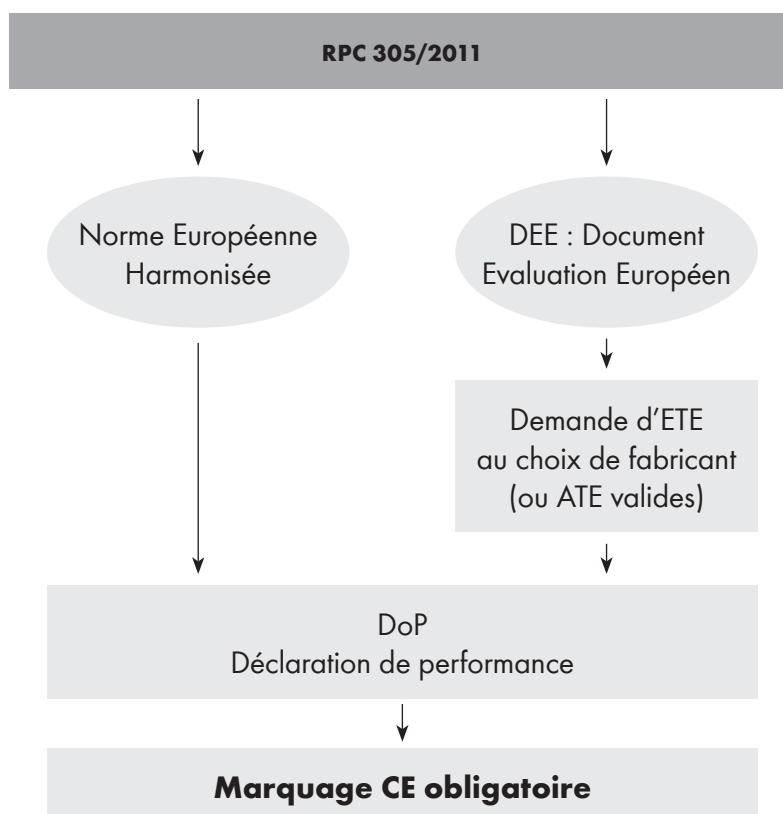 RPC 305/2011
Norme Européenne
Harmonisée
DEE : Document
Evaluation Européen
Demande d'ETE
au choix de fabricant
(ou ATE valides)
DoP
Déclaration de performance
Marquage CE obligatoire